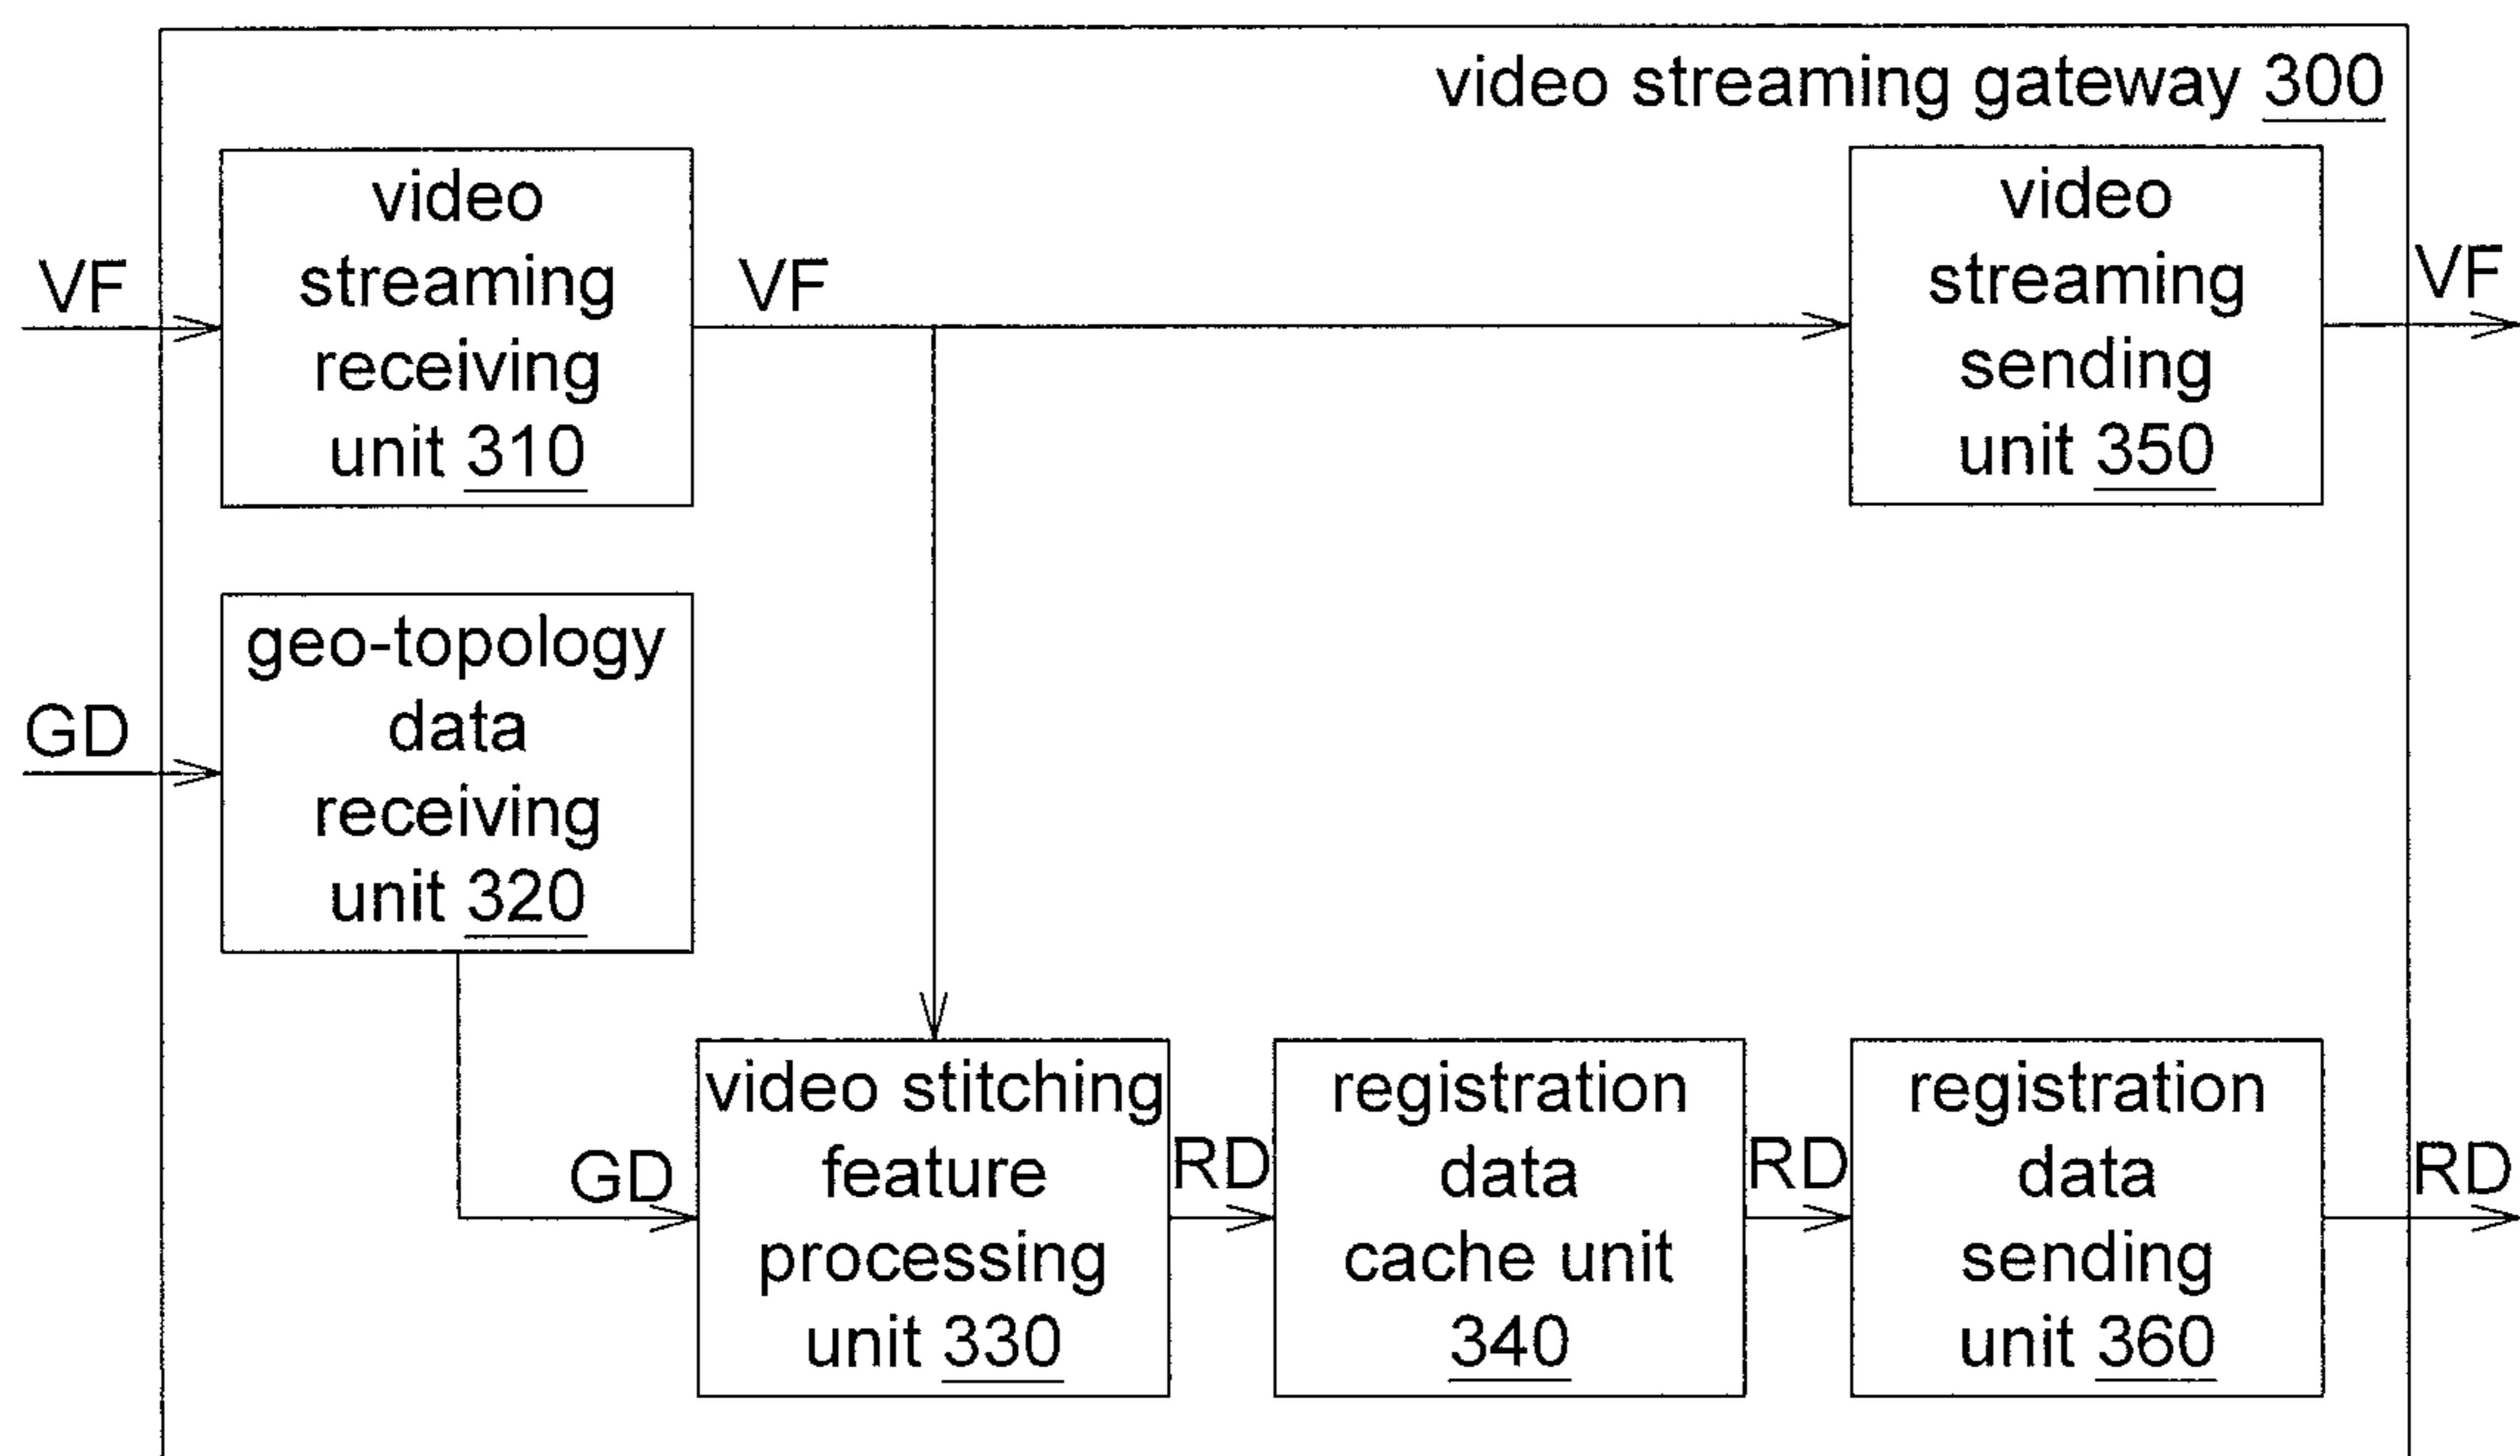 video streaming gateway 300
video
streaming
receiving
unit 310
video
streaming
sending
unit 350
VF
VF
VF
geo-topology
data
receiving
unit 320
GD
GD
video stitching
feature
processing
unit 330
RD
registration
data
cache unit
340
RD
registration
data
sending
unit 360
RD